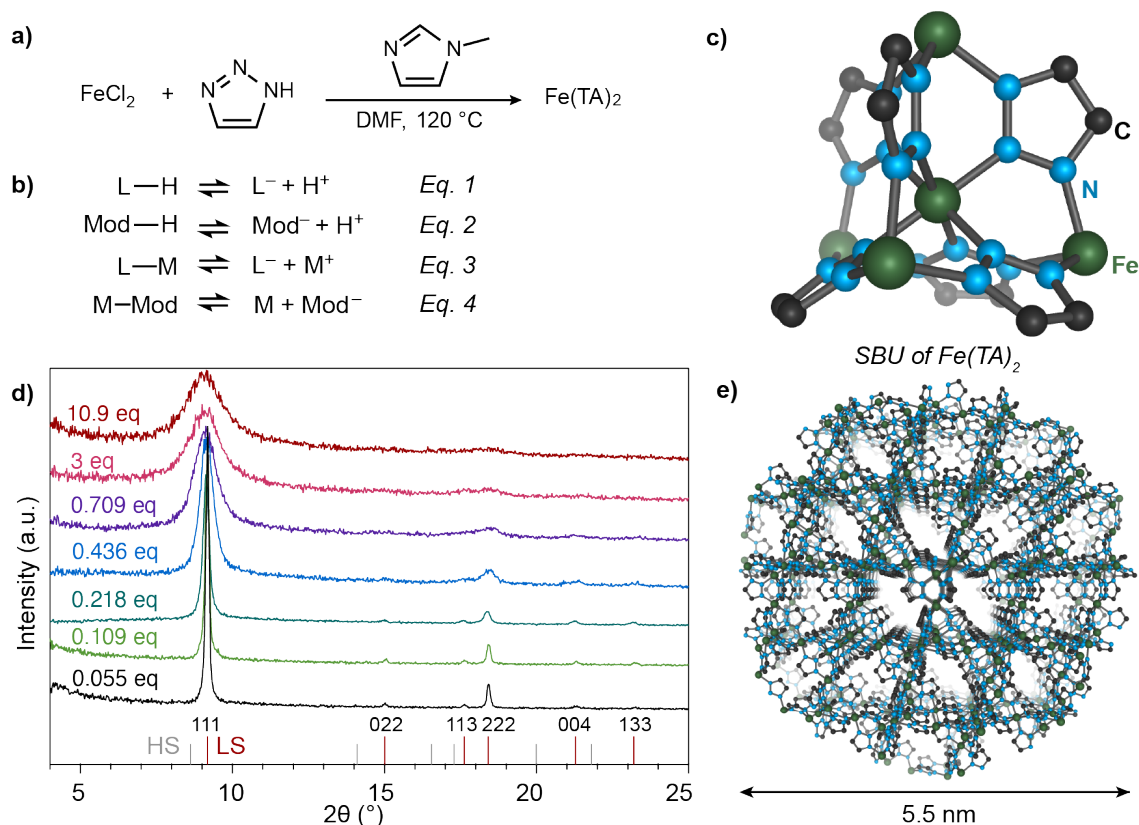 a)
FeCl₂ + N N NH N DMF, 120 °C Fe(TA)₂
b)
L—H ⇌ L⁻ + H⁺ Eq. 1
Mod—H ⇌ Mod⁻ + H⁺ Eq. 2
L—M ⇌ L⁻ + M⁺ Eq. 3
M—Mod ⇌ M + Mod⁻ Eq. 4
c)
C
N
Fe
SBU of Fe(TA)₂
d)
Intensity (a.u.)
10.9 eq
3 eq
0.709 eq
0.436 eq
0.218 eq
0.109 eq
0.055 eq
111 022 113 222 004 133
HS LS
5 10 15 20 25
2θ (°)
e)
5.5 nm